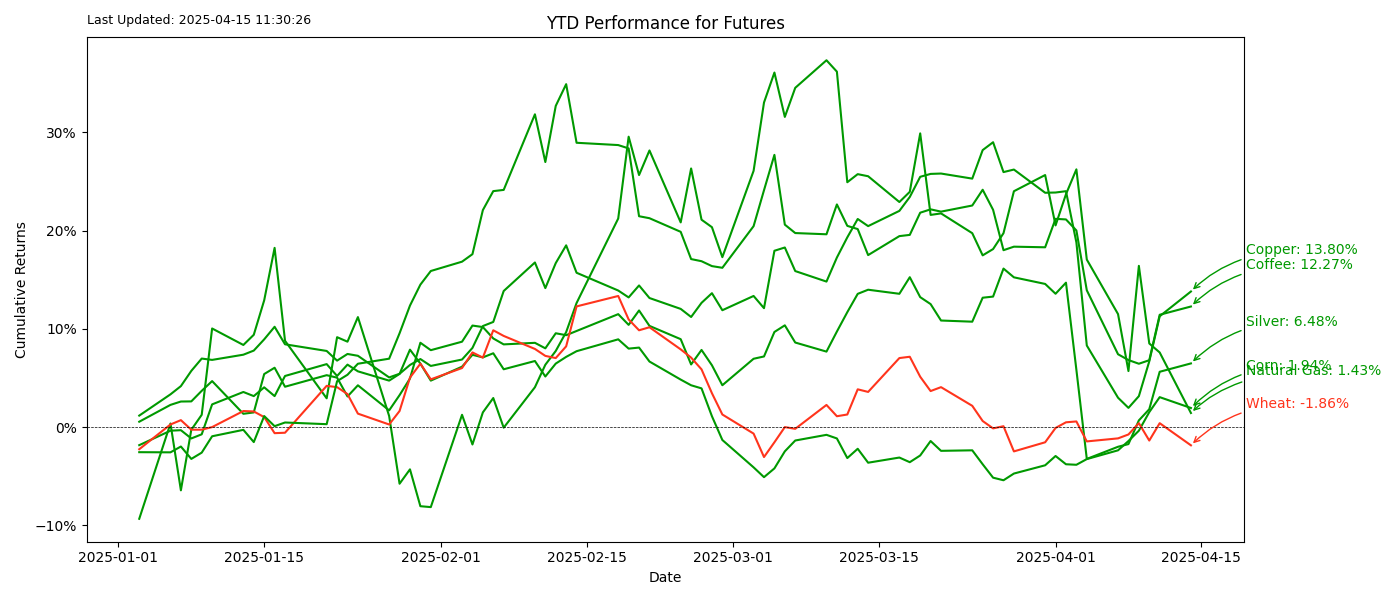 Last Updated: 2025-04-15 11:30:26
YTD Performance for Futures
Cumulative Returns
30%
20%
10%
0%
−10%
Copper: 13.80%
Coffee: 12.27%
Silver: 6.48%
Corn: 1.94%
Natural Gas: 1.43%
Wheat: -1.86%
2025-01-01
2025-01-15
2025-02-01
2025-02-15
2025-03-01
2025-03-15
2025-04-01
2025-04-15
Date